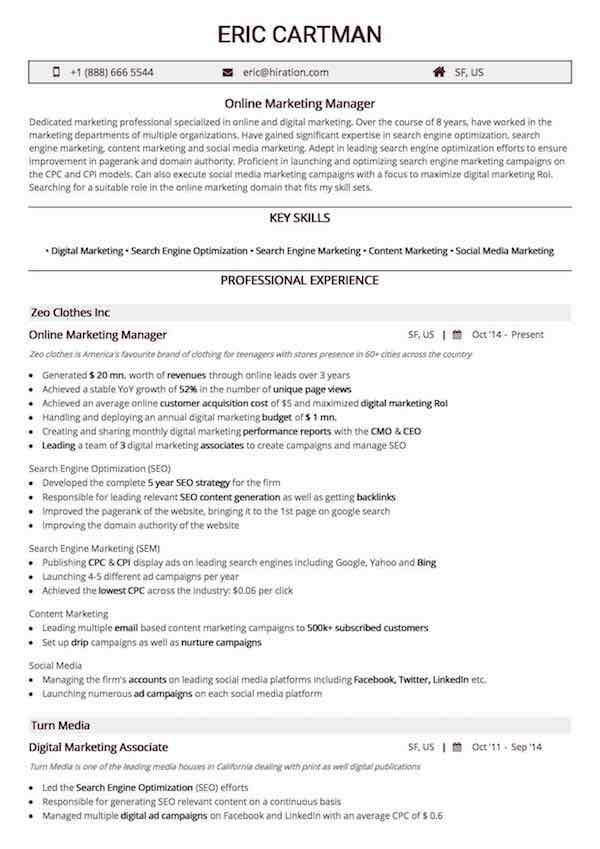 ERIC CARTMAN
+1 (888) 666 5544 eric@hiration.com SF, US
Online Marketing Manager
Dedicated marketing professional specialized in online and digital marketing. Over the course of 8 years, have worked in the
marketing departments of multiple organizations. Have gained significant expertise in search engine optimization, search
engine marketing, content marketing and social media marketing. Adept in leading search engine optimization efforts to ensure
improvement in pagerank and domain authority. Proficient in launching and optimizing search engine marketing campaigns on
the CPC and CPI models. Can also execute social media marketing campaigns with a focus to maximize digital marketing RoI.
Searching for a suitable role in the online marketing domain that fits my skill sets.
KEY SKILLS
• Digital Marketing • Search Engine Optimization • Search Engine Marketing • Content Marketing • Social Media Marketing
PROFESSIONAL EXPERIENCE
Zeo Clothes Inc
Online Marketing Manager SF, US | Oct '14 - Present
Zeo clothes is America's favourite brand of clothing for teenagers with stores presence in 60+ cities across the country
• Generated $ 20 mn. worth of revenues through online leads over 3 years
• Achieved a stable YoY growth of 52% in the number of unique page views
• Achieved an average online customer acquisition cost of $5 and maximized digital marketing RoI
• Handling and deploying an annual digital marketing budget of $ 1 mn.
• Creating and sharing monthly digital marketing performance reports with the CMO & CEO
• Leading a team of 3 digital marketing associates to create campaigns and manage SEO
Search Engine Optimization (SEO)
• Developed the complete 5 year SEO strategy for the firm
• Responsible for leading relevant SEO content generation as well as getting backlinks
• Improved the pagerank of the website, bringing it to the 1st page on google search
• Improving the domain authority of the website
Search Engine Marketing (SEM)
• Publishing CPC & CPI display ads on leading search engines including Google, Yahoo and Bing
• Launching 4-5 different ad campaigns per year
• Achieved the lowest CPC across the industry: $0.06 per click
Content Marketing
• Leading multiple email based content marketing campaigns to 500k+ subscribed customers
• Set up drip campaigns as well as nurture campaigns
Social Media
• Managing the firm's accounts on leading social media platforms including Facebook, Twitter, LinkedIn etc.
• Launching numerous ad campaigns on each social media platform
Turn Media
Digital Marketing Associate SF, US | Oct '11 - Sep '14
Turn Media is one of the leading media houses in California dealing with print as well digital publications
• Led the Search Engine Optimization (SEO) efforts
• Responsible for generating SEO relevant content on a continuous basis
• Managed multiple digital ad campaigns on Facebook and LinkedIn with an average CPC of $ 0.6